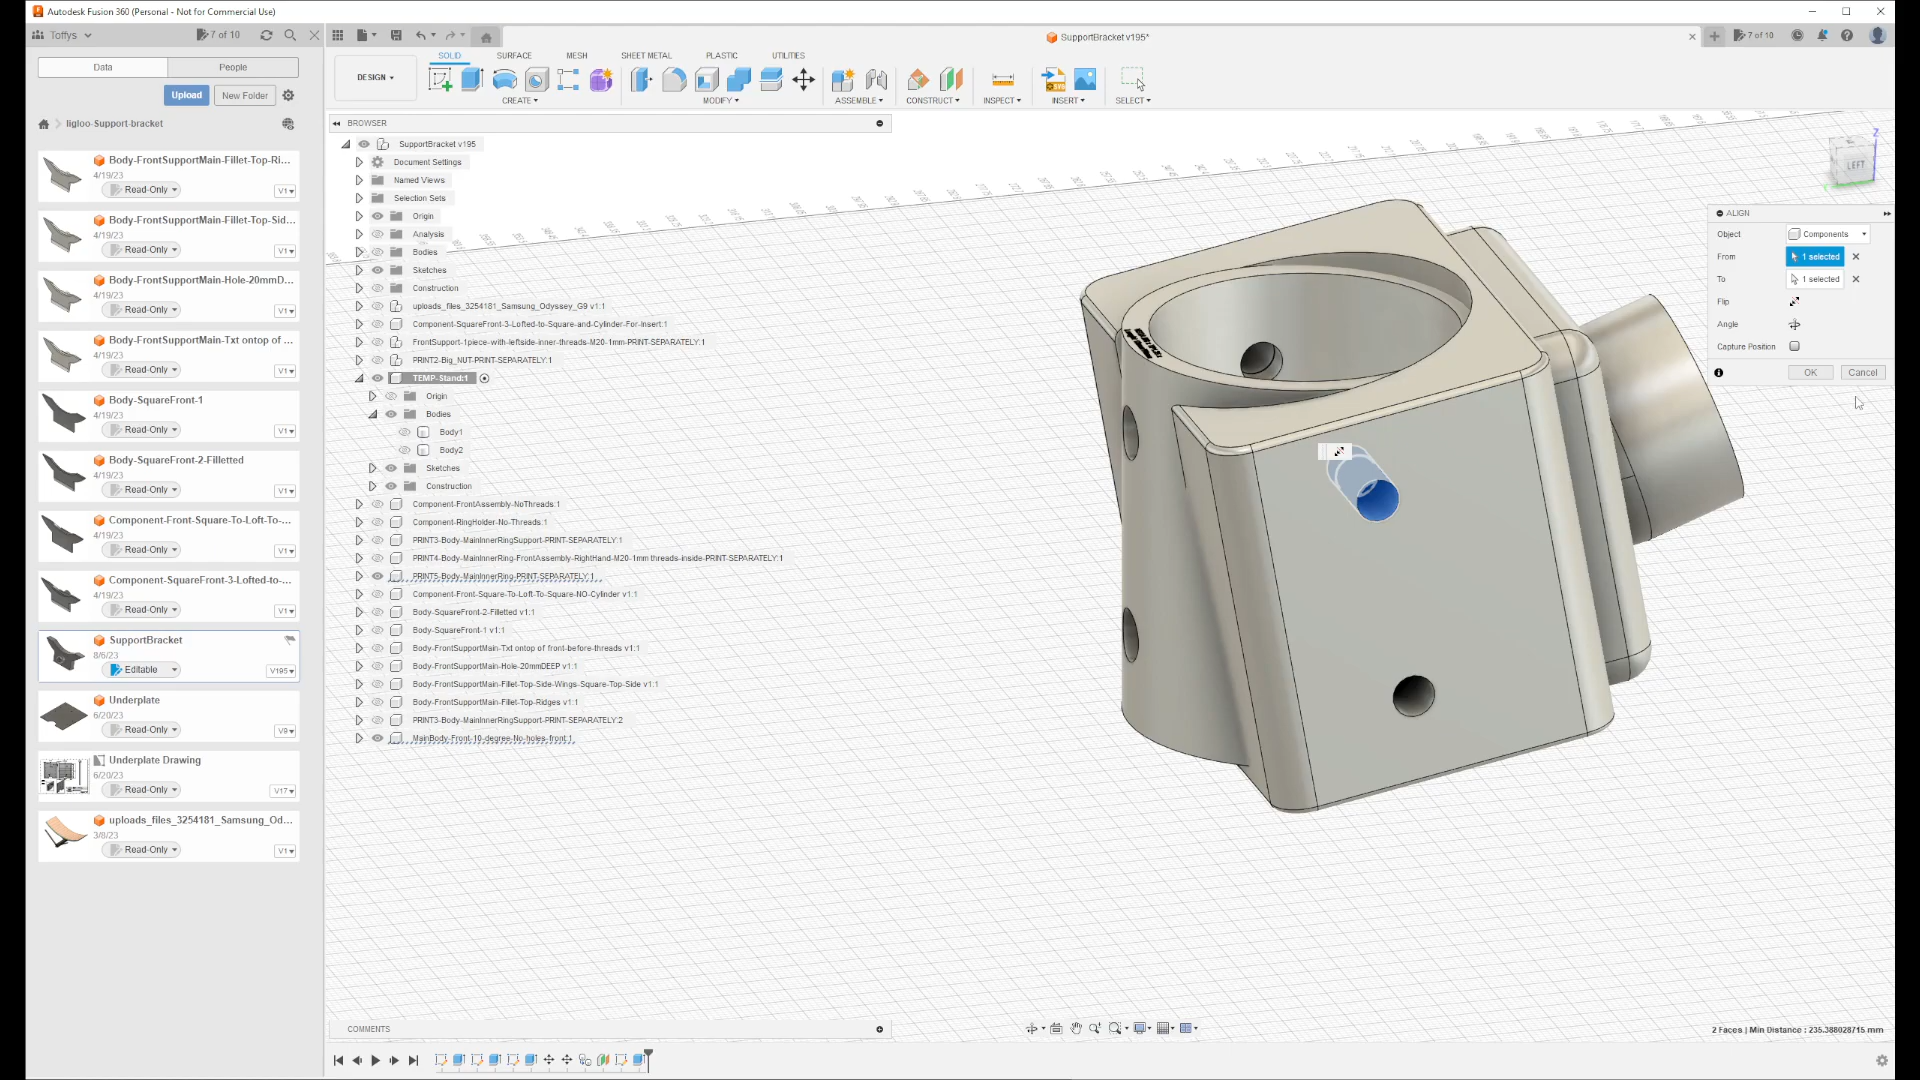 Autodesk Fusion 360 (Personal - Not for Commercial Use)
Toffys
7 of 10
SupportBracket v195*
7 of 10
Data
People
Upload
New Folder
ligloo-Support-bracket
DESIGN
SOLID
SURFACE
MESH
SHEET METAL
PLASTIC
UTILITIES
CREATE
MODIFY
ASSEMBLE
CONSTRUCT
INSPECT
INSERT
SELECT
Body-FrontSupportMain-Fillet-Top-Ri...
4/19/23
Read-Only
V1
Body-FrontSupportMain-Fillet-Top-Sid...
4/19/23
Read-Only
V1
Body-FrontSupportMain-Hole-20mmD...
4/19/23
Read-Only
V1
Body-FrontSupportMain-Txt ontop of ...
4/19/23
Read-Only
V1
Body-SquareFront-1
4/19/23
Read-Only
V1
Body-SquareFront-2-Filletted
4/19/23
Read-Only
V1
Component-Front-Square-To-Loft-To-...
4/19/23
Read-Only
V1
Component-SquareFront-3-Lofted-to-...
4/19/23
Read-Only
V1
SupportBracket
8/6/23
Editable
V195
Underplate
6/20/23
Read-Only
V9
Underplate Drawing
6/20/23
Read-Only
V17
uploads_files_3254181_Samsung_Od...
3/8/23
Read-Only
V1
BROWSER
SupportBracket v195
Document Settings
Named Views
Selection Sets
Origin
Analysis
Bodies
Sketches
Construction
uploads_files_3254181_Samsung_Odyssey_G9 v1:1
Component-SquareFront-3-Lofted-to-Square-and-Cylinder-For-Insert:1
FrontSupport-1piece-with-leftside-inner-threads-M20-1mm-PRINT-SEPARATELY:1
PRINT2-Big_NUT-PRINT-SEPARATELY:1
TEMP-Stand:1
Origin
Bodies
Body1
Body2
Sketches
Construction
Component-FrontAssembly-NoThreads:1
Component-RingHolder-No-Threads:1
PRINT3-Body-MainInnerRingSupport-PRINT-SEPARATELY:1
PRINT4-Body-MainInnerRing-FrontAssembly-RightHand-M20-1mm threads-inside-PRINT-SEPARATELY:1
PRINT5-Body-MainInnerRing-PRINT-SEPARATELY:1
Component-Front-Square-To-Loft-To-Square-NO-Cylinder v1:1
Body-SquareFront-2-Filletted v1:1
Body-SquareFront-1 v1:1
Body-FrontSupportMain-Txt ontop of front-before-threads v1:1
Body-FrontSupportMain-Hole-20mmDEEP v1:1
Body-FrontSupportMain-Fillet-Top-Side-Wings-Square-Top-Side v1:1
Body-FrontSupportMain-Fillet-Top-Ridges v1:1
PRINT3-Body-MainInnerRingSupport-PRINT-SEPARATELY:2
MainBody-Front-10-degree-No-holes-front:1
Z
LEFT
ALIGN
Object
Components
From
1 selected
To
1 selected
Flip
Angle
Capture Position
OK
Cancel
COMMENTS
2 Faces | Min Distance : 235.388028715 mm